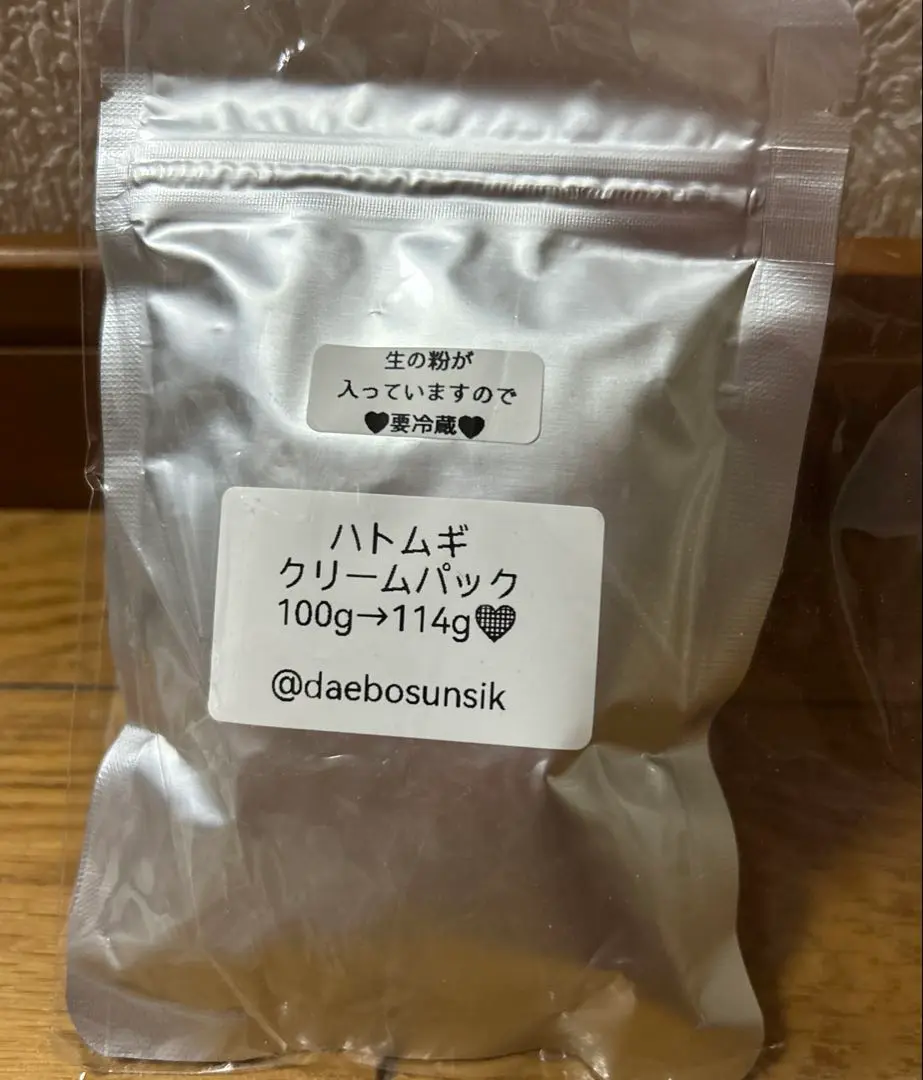 生の粉が
入っていますので
♥要冷蔵♥
ハトムギ
クリームパック
100g→114g♥
@daebosunsik